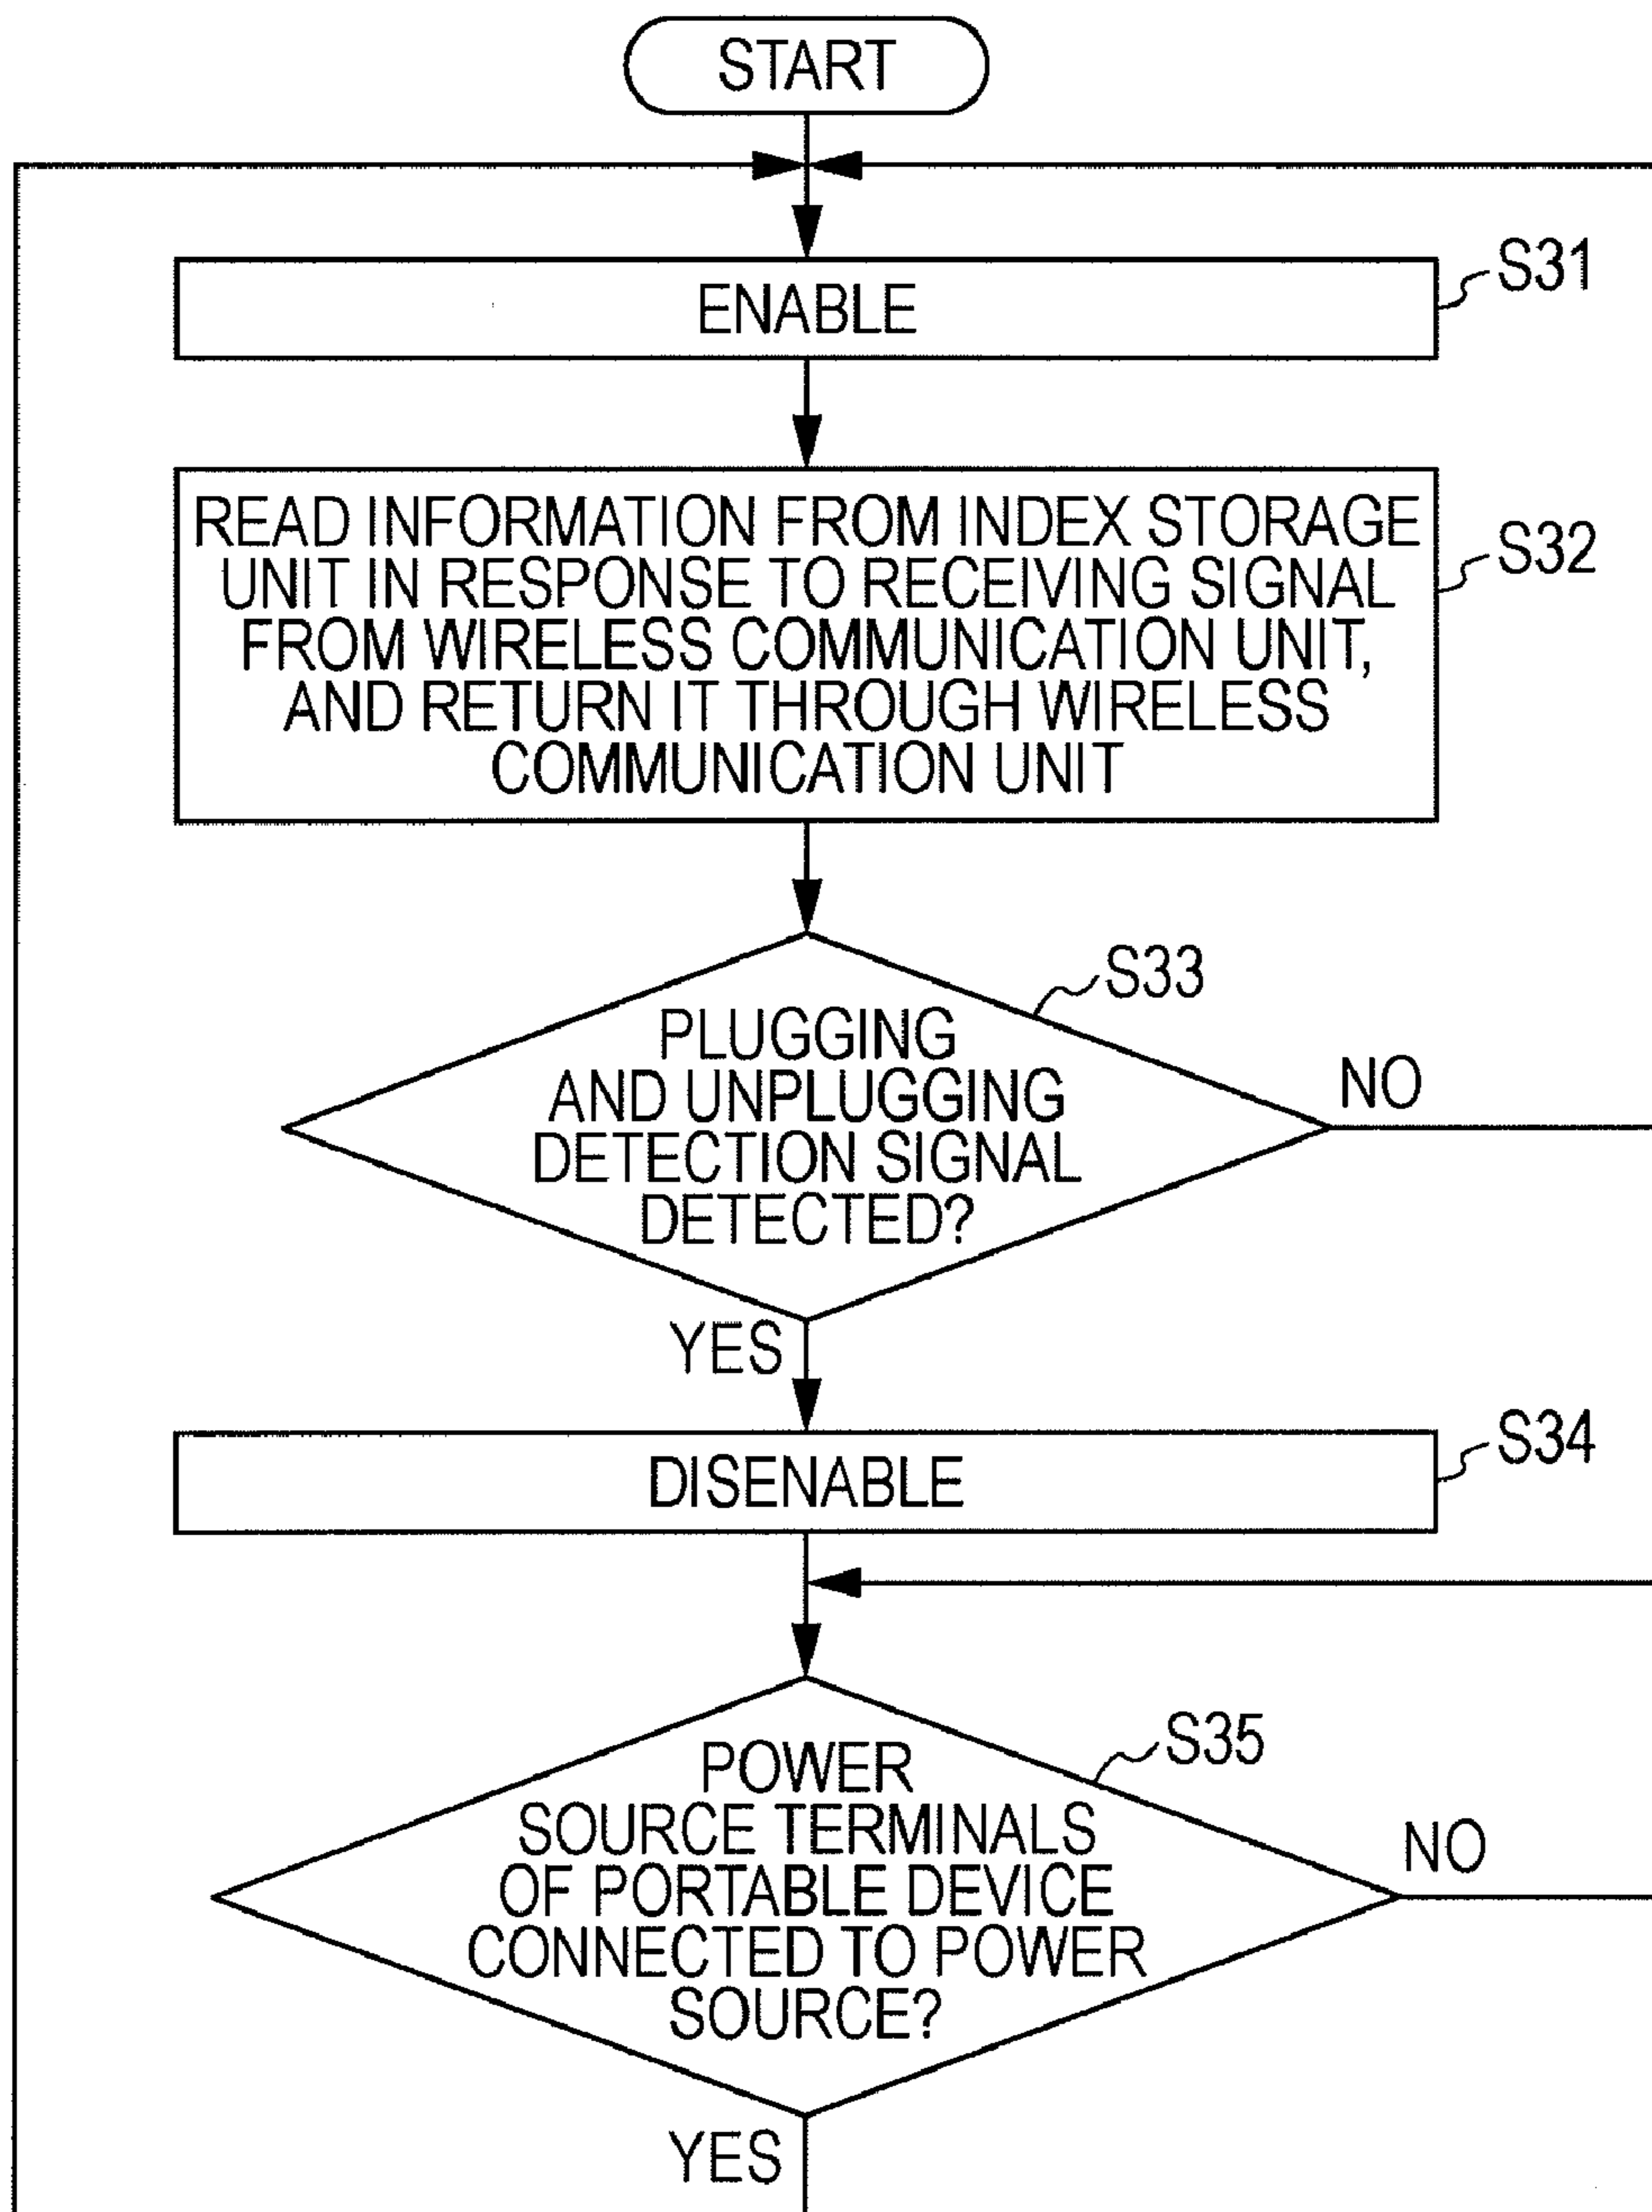 START
ENABLE
S31
READ INFORMATION FROM INDEX STORAGE
UNIT IN RESPONSE TO RECEIVING SIGNAL
FROM WIRELESS COMMUNICATION UNIT,
AND RETURN IT THROUGH WIRELESS
COMMUNICATION UNIT
S32
S33
PLUGGING
AND UNPLUGGING
DETECTION SIGNAL
DETECTED?
NO
YES
DISENABLE
S34
S35
POWER
SOURCE TERMINALS
OF PORTABLE DEVICE
CONNECTED TO POWER
SOURCE?
NO
YES